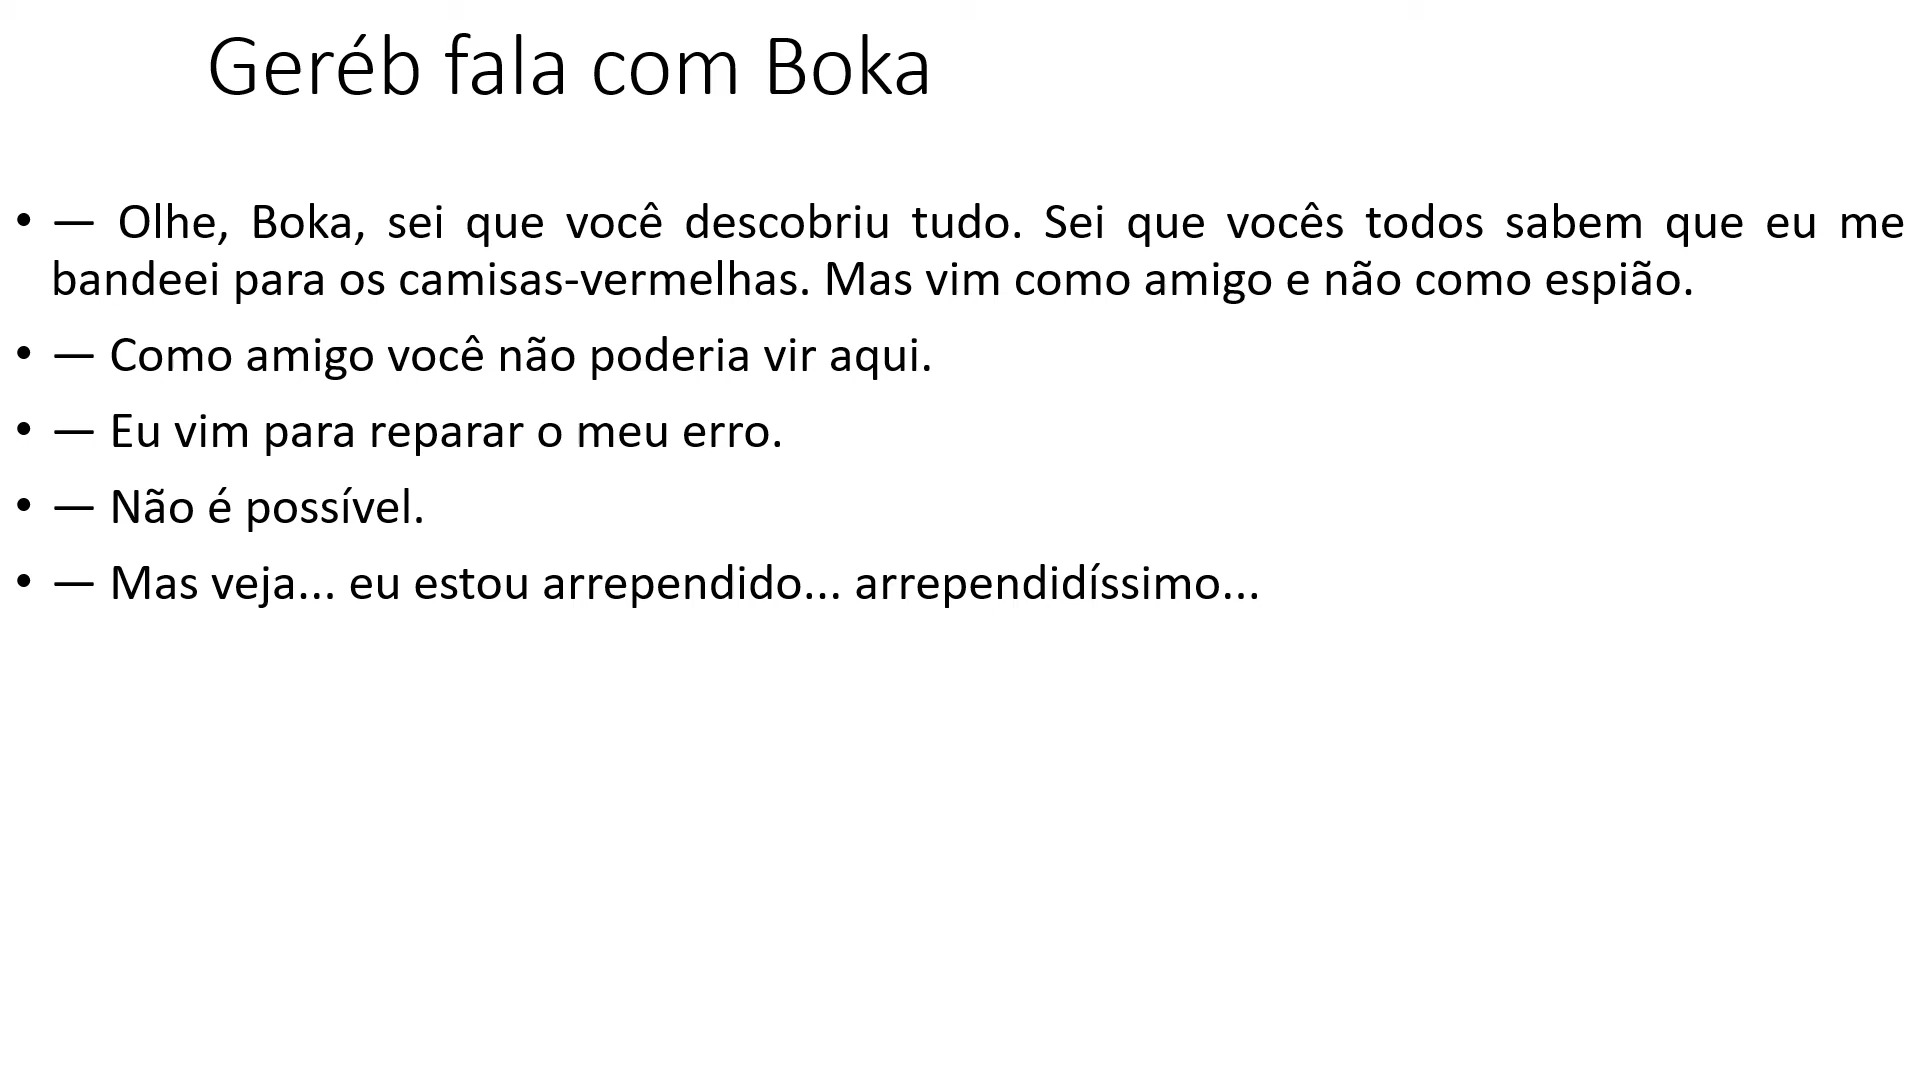 Geréb fala com Boka
• — Olhe, Boka, sei que você descobriu tudo. Sei que vocês todos sabem que eu me
bandeei para os camisas-vermelhas. Mas vim como amigo e não como espião.
• — Como amigo você não poderia vir aqui.
• — Eu vim para reparar o meu erro.
• — Não é possível.
• — Mas veja... eu estou arrependido... arrependidíssimo...